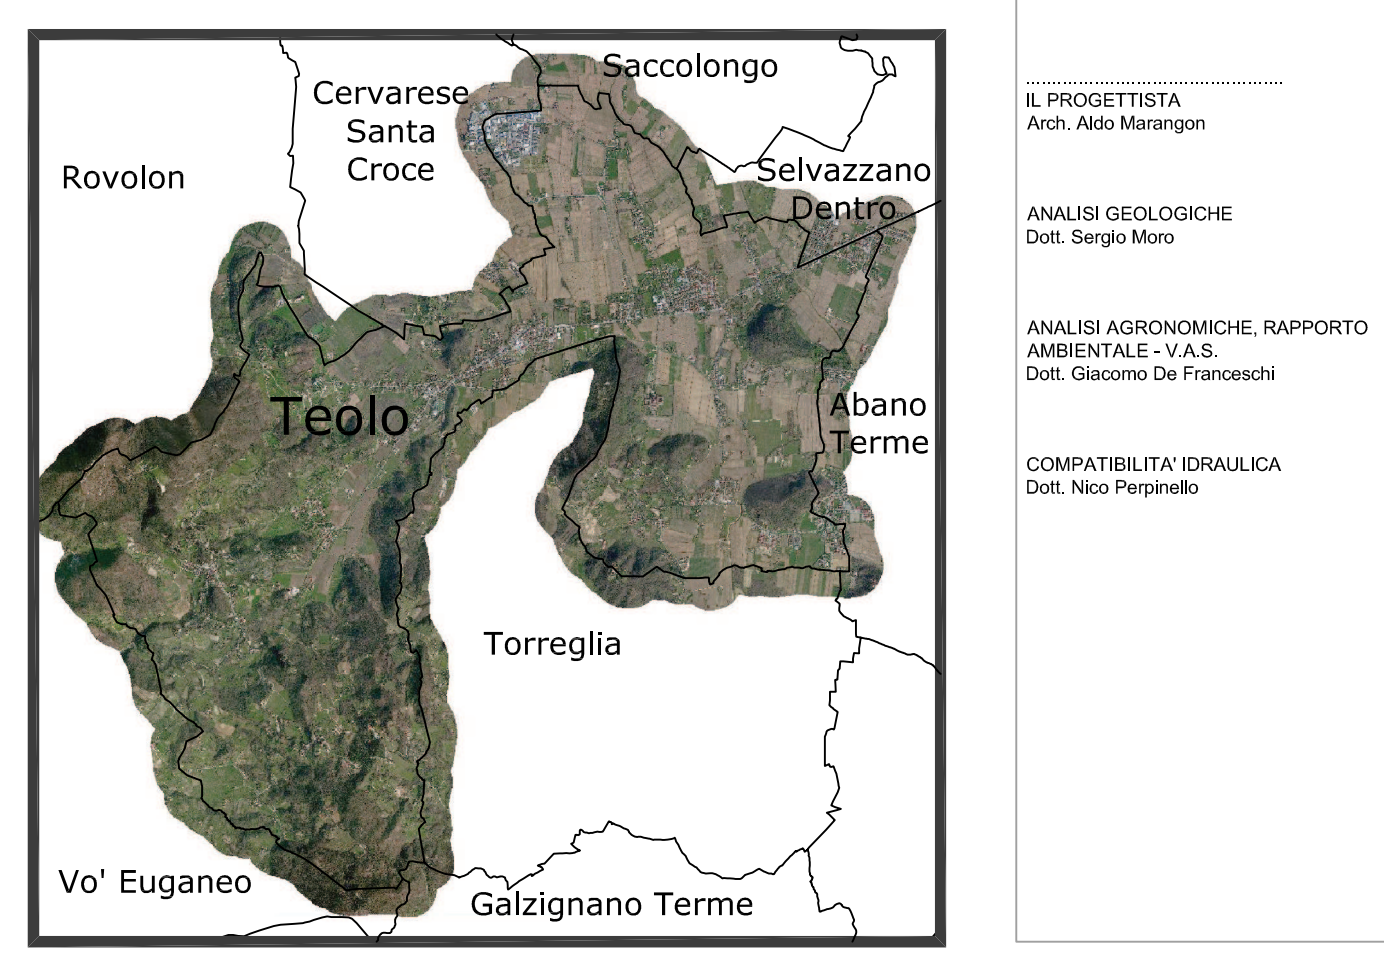 Saccolongo
Cervarese
Santa
Croce
Rovolon
Selvazzano
Dentro
Teolo
Abano
Terme
Torreglia
Vo' Euganeo
Galzignano Terme
..........................................
IL PROGETTISTA
Arch. Aldo Marangon
ANALISI GEOLOGICHE
Dott. Sergio Moro
ANALISI AGRONOMICHE, RAPPORTO
AMBIENTALE - V.A.S.
Dott. Giacomo De Franceschi
COMPATIBILITA' IDRAULICA
Dott. Nico Perpinello